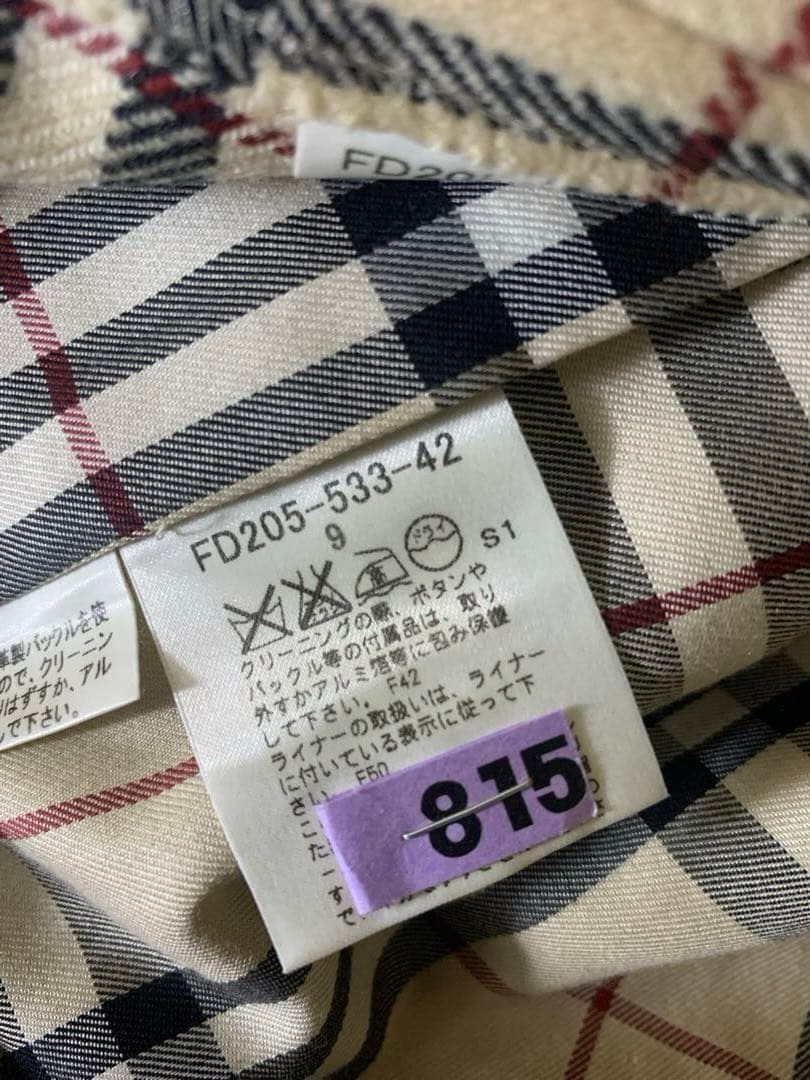 FD20
FD205-533-42
9
ドライ
S1
クリーニングの際、ボタンや
バックル等の付属品は、取り
外すかアルミ箔等に包み保護
して下さい。 F42
ライナーの取扱いは、ライナー
に付いている表示に従って下
さい。 F50
815
革製バックルを使
ので、クリーニン
はずすか、アル
で下さい。